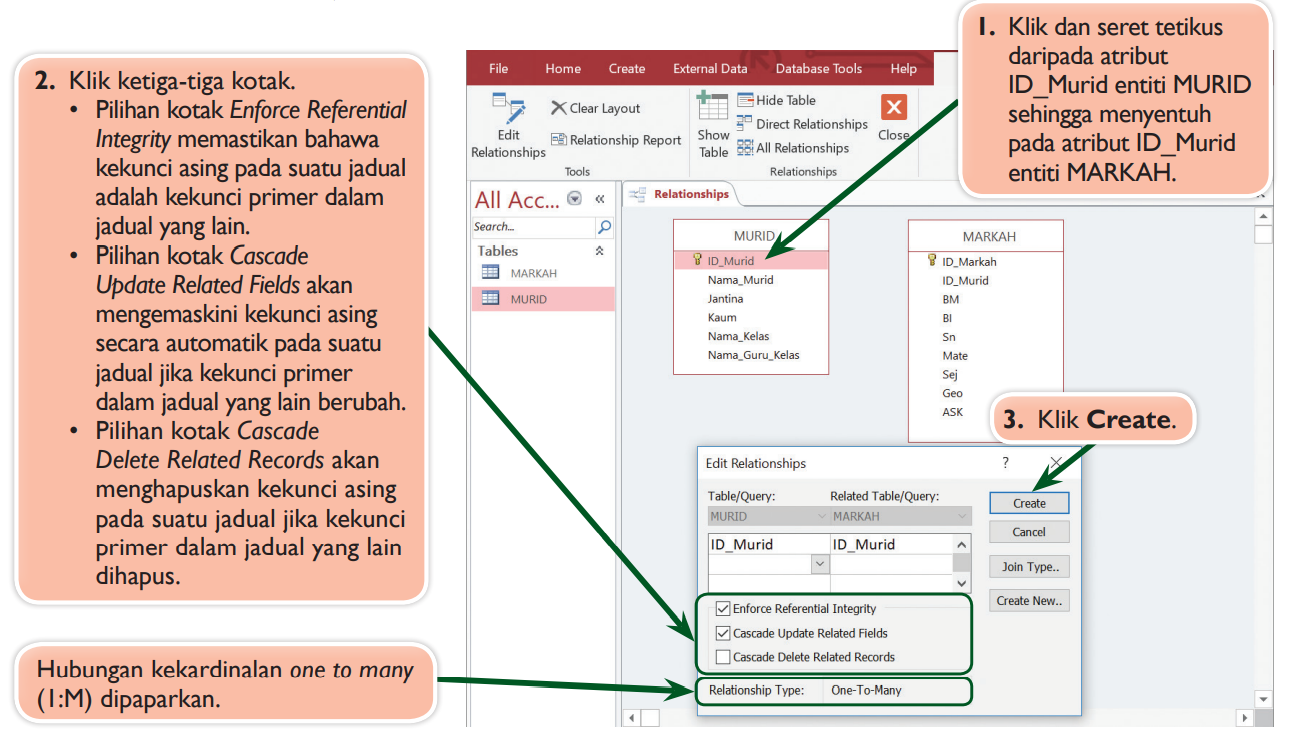 1. Klik dan seret tetikus
daripada atribut
ID_Murid entiti MURID
sehingga menyentuh
pada atribut ID_Murid
entiti MARKAH.
2. Klik ketiga-tiga kotak.
• Pilihan kotak Enforce Referential
Integrity memastikan bahawa
kekunci asing pada suatu jadual
adalah kekunci primer dalam
jadual yang lain.
• Pilihan kotak Cascade
Update Related Fields akan
mengemaskini kekunci asing
secara automatik pada suatu
jadual jika kekunci primer
dalam jadual yang lain berubah.
• Pilihan kotak Cascade
Delete Related Records akan
menghapuskan kekunci asing
pada suatu jadual jika kekunci
primer dalam jadual yang lain
dihapus.
Hubungan kekardinalan one to many
(1:M) dipaparkan.
File Home Create External Data Database Tools Help
Edit
Relationships
Clear Layout
Relationship Report
Tools
Show
Table
Hide Table
Direct Relationships
All Relationships
Close
Relationships
All Acc...
Search...
Tables
MARKAH
MURID
Relationships
MURID
ID_Murid
Nama_Murid
Jantina
Kaum
Nama_Kelas
Nama_Guru_Kelas
MARKAH
ID_Markah
ID_Murid
BM
BI
Sn
Mate
Sej
Geo
ASK
3. Klik Create.
Edit Relationships ?
Table/Query: Related Table/Query:
MURID MARKAH
ID_Murid ID_Murid
Enforce Referential Integrity
Cascade Update Related Fields
Cascade Delete Related Records
Relationship Type: One-To-Many
Create
Cancel
Join Type..
Create New..